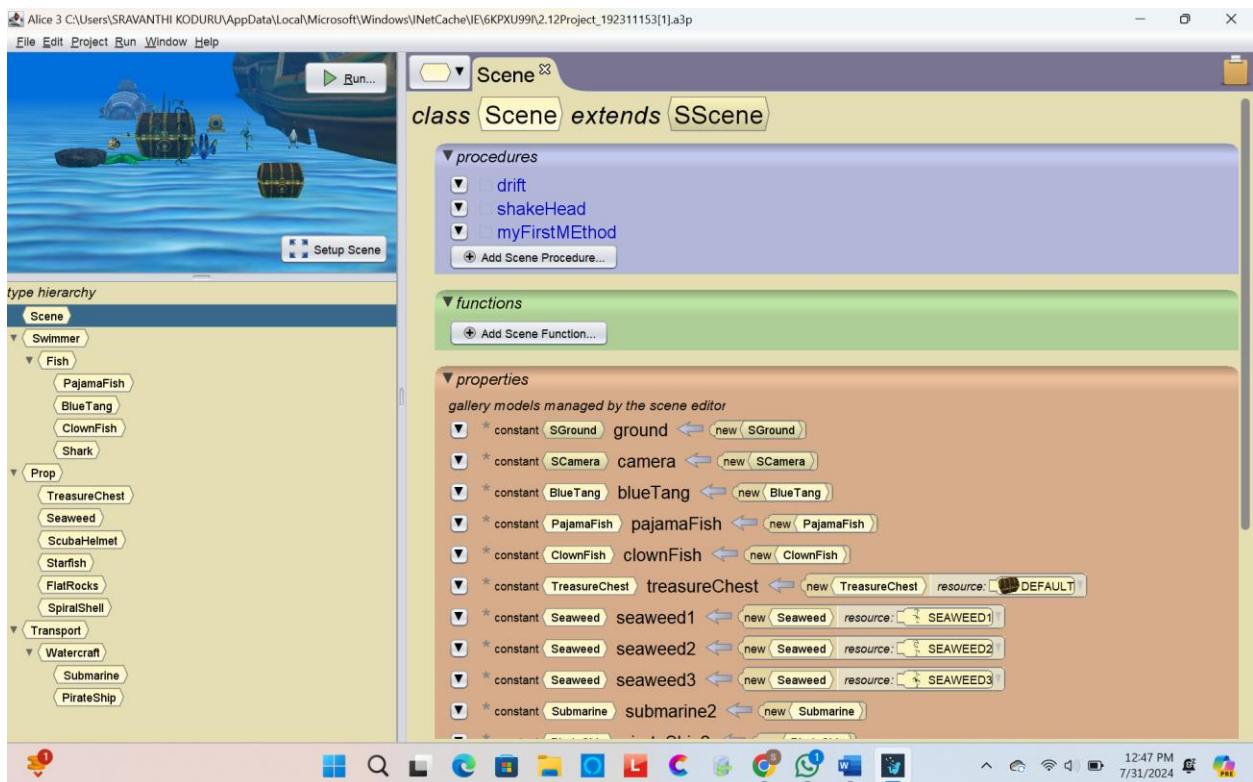 Alice 3 C:\Users\SRAVANTHI KODURU\AppData\Local\Microsoft\Windows\INetCache\IE\6KPXU99I\2.12Project_192311153[1].a3p
File Edit Project Run Window Help
Run...
Setup Scene
type hierarchy
Scene
Swimmer
Fish
PajamaFish
BlueTang
ClownFish
Shark
Prop
TreasureChest
Seaweed
ScubaHelmet
Starfish
FlatRocks
SpiralShell
Transport
Watercraft
Submarine
PirateShip
Scene
class Scene extends SScene
procedures
drift
shakeHead
myFirstMEthod
Add Scene Procedure...
functions
Add Scene Function...
properties
gallery models managed by the scene editor
* constant SGround ground new SGround
* constant SCamera camera new SCamera
* constant BlueTang blueTang new BlueTang
* constant PajamaFish pajamaFish new PajamaFish
* constant ClownFish clownFish new ClownFish
* constant TreasureChest treasureChest new TreasureChest resource: DEFAULT
* constant Seaweed seaweed1 new Seaweed resource: SEAWEED1
* constant Seaweed seaweed2 new Seaweed resource: SEAWEED2
* constant Seaweed seaweed3 new Seaweed resource: SEAWEED3
* constant Submarine submarine2 new Submarine
1
L
C
S
1
W
12:47 PM
7/31/2024
PRE